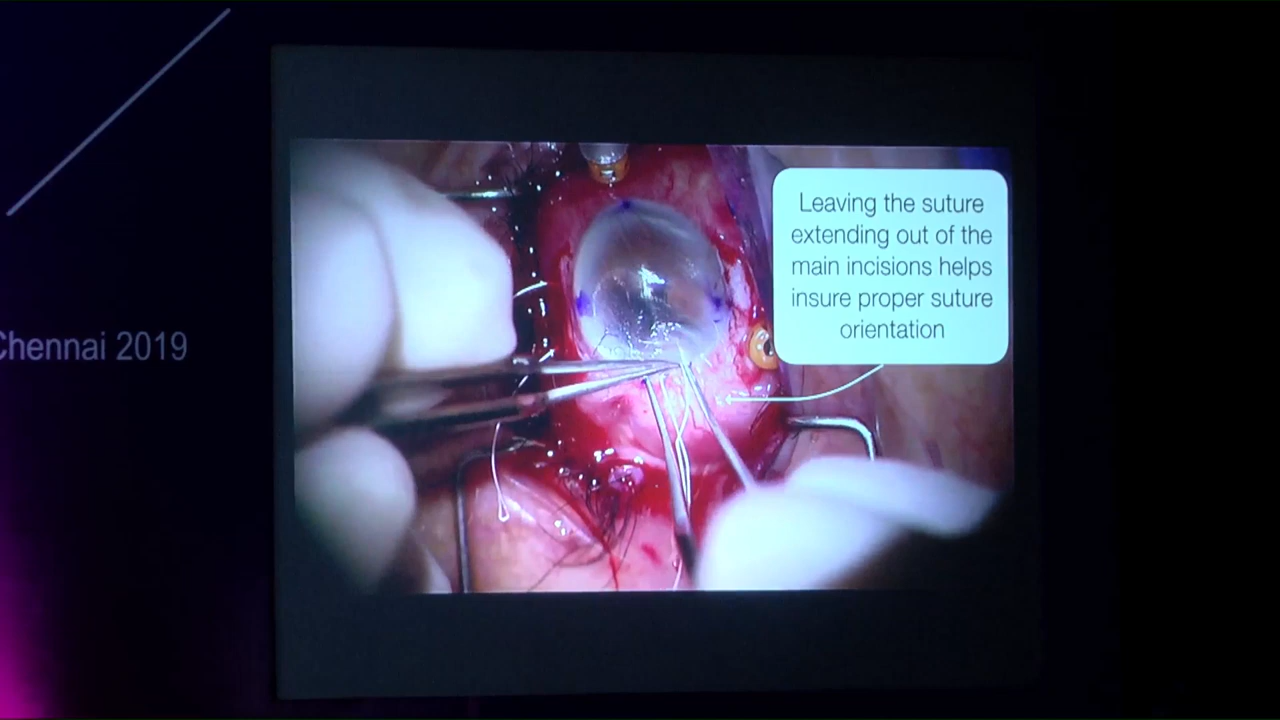 Leaving the suture
extending out of the
main incisions helps
insure proper suture
orientation
Chennai 2019